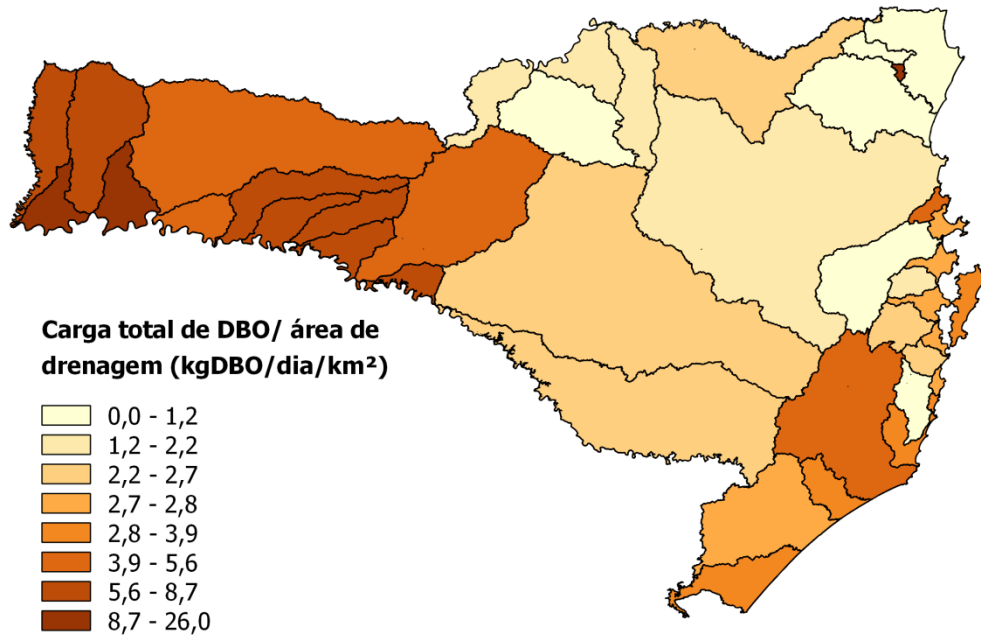 Carga total de DBO/ área de
drenagem (kgDBO/dia/km²)
0,0 - 1,2
1,2 - 2,2
2,2 - 2,7
2,7 - 2,8
2,8 - 3,9
3,9 - 5,6
5,6 - 8,7
8,7 - 26,0